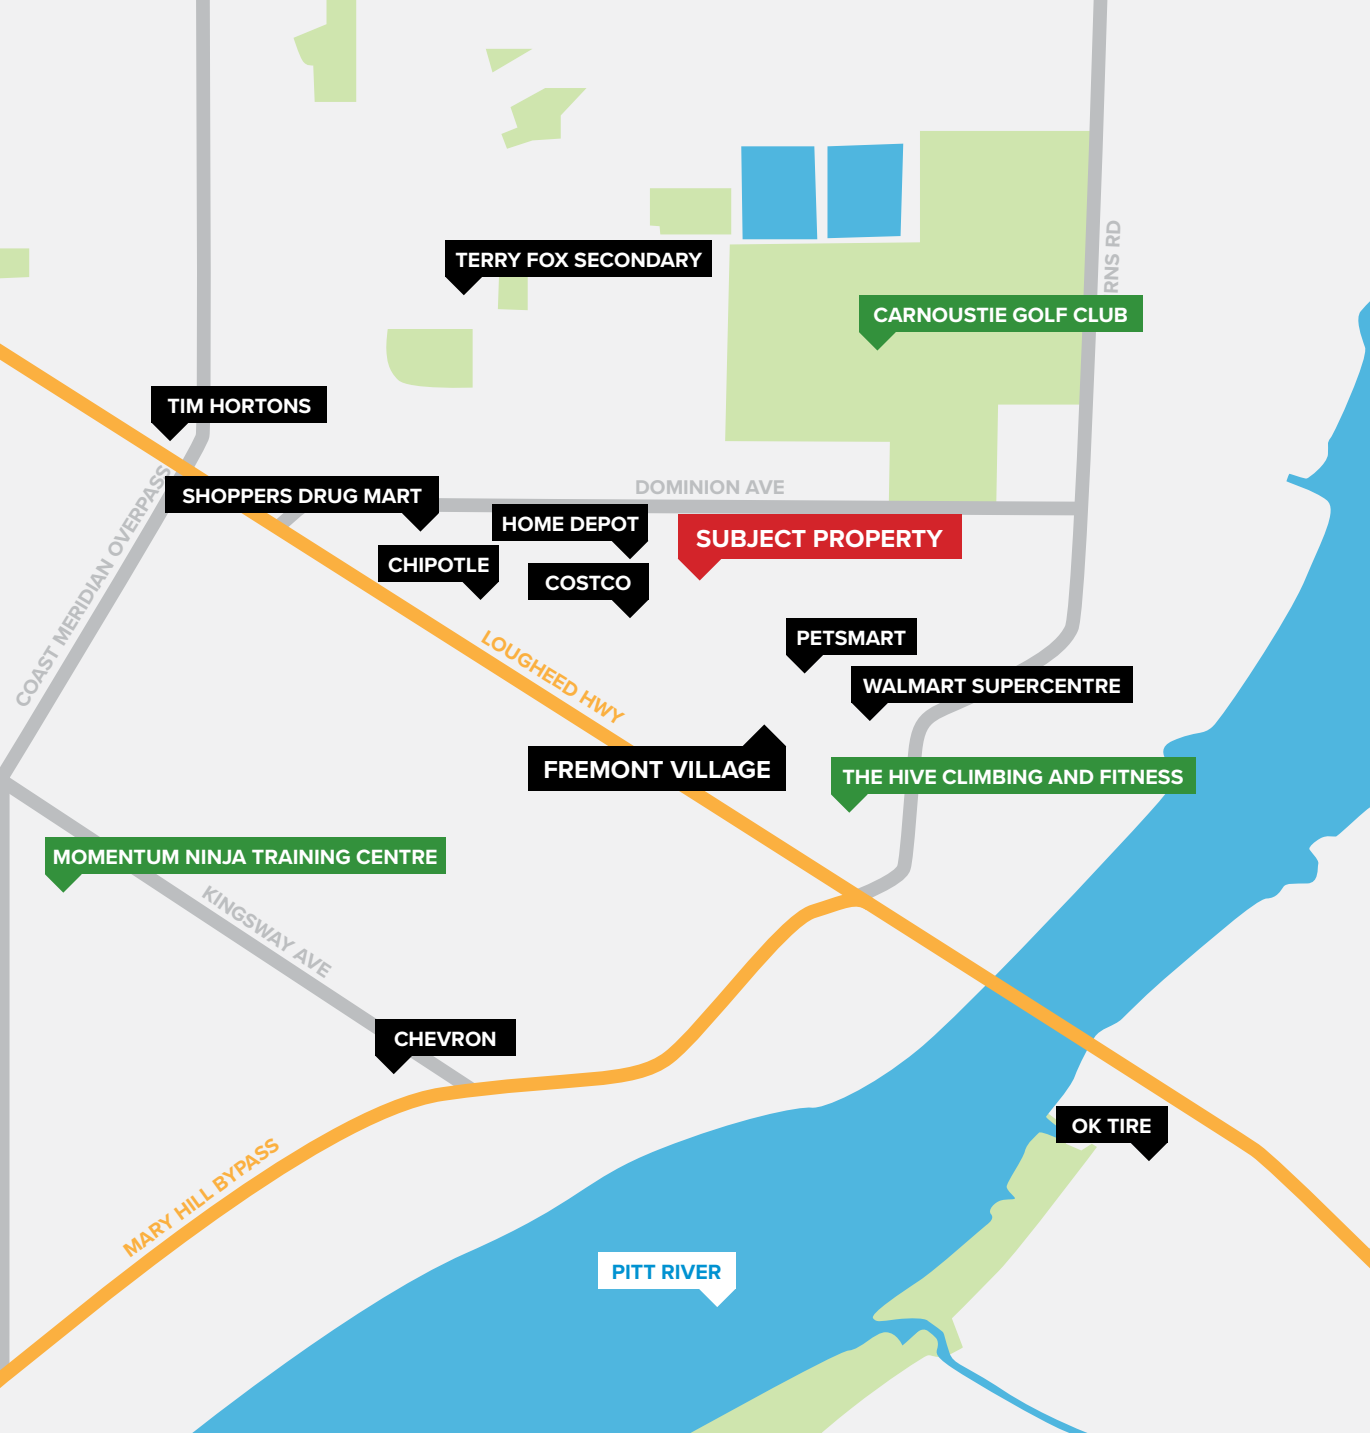 RNS RD
TERRY FOX SECONDARY
CARNOUSTIE GOLF CLUB
TIM HORTONS
COAST MERIDIAN OVERPASS
SHOPPERS DRUG MART
DOMINION AVE
HOME DEPOT
SUBJECT PROPERTY
CHIPOTLE
COSTCO
LOUGHEED HWY
PETSMART
WALMART SUPERCENTRE
FREMONT VILLAGE
THE HIVE CLIMBING AND FITNESS
MOMENTUM NINJA TRAINING CENTRE
KINGSWAY AVE
CHEVRON
OK TIRE
MARY HILL BYPASS
PITT RIVER